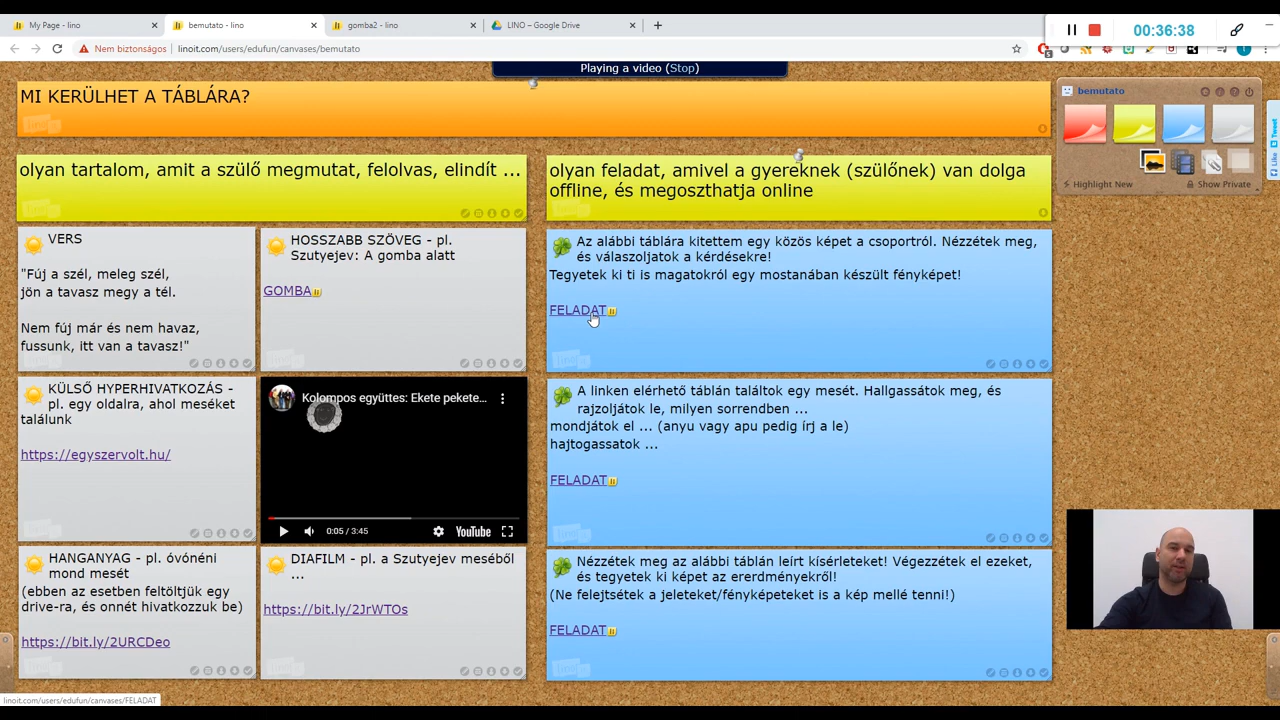 My Page - lino
bemutato - lino
gomba2 - lino
LINO – Google Drive
00:36:38
Nem biztonságos
linoit.com/users/edufun/canvases/bemutato
Playing a video (Stop)
MI KERÜLHET A TÁBLÁRA?
bemutato
Highlight New
Show Private
Tweet
Like
olyan tartalom, amit a szülő megmutat, felolvas, elindít ...
olyan feladat, amivel a gyereknek (szülőnek) van dolga
offline, és megoszthatja online
VERS
"Fúj a szél, meleg szél,
jön a tavasz megy a tél.
Nem fúj már és nem havaz,
fussunk, itt van a tavasz!"
HOSSZABB SZÖVEG - pl.
Szutyejev: A gomba alatt
GOMBA
Az alábbi táblára kitettem egy közös képet a csoportról. Nézzétek meg,
és válaszoljatok a kérdésekre!
Tegyetek ki ti is magatokról egy mostanában készült fényképet!
FELADAT
KÜLSŐ HYPERHIVATKOZÁS -
pl. egy oldalra, ahol meséket
találunk
https://egyszervolt.hu/
Kolompos együttes: Ekete pekete...
0:05 / 3:45
YouTube
A linken elérhető táblán találtok egy mesét. Hallgassátok meg, és
rajzoljátok le, milyen sorrendben ...
mondjátok el ... (anyu vagy apu pedig írj a le)
hajtogassatok ...
FELADAT
HANGANYAG - pl. óvónéni
mond mesét
(ebben az esetben feltöltjük egy
drive-ra, és onnét hivatkozzuk be)
https://bit.ly/2URCDeo
DIAFILM - pl. a Szutyejev meséből
...
https://bit.ly/2JrWTOs
Nézzétek meg az alábbi táblán leírt kísérleteket! Végezzétek el ezeket,
és tegyetek ki képet az ererdményekről!
(Ne felejtsétek a jeleteket/fényképeteket is a kép mellé tenni!)
FELADAT
linoit.com/users/edufun/canvases/FELADAT